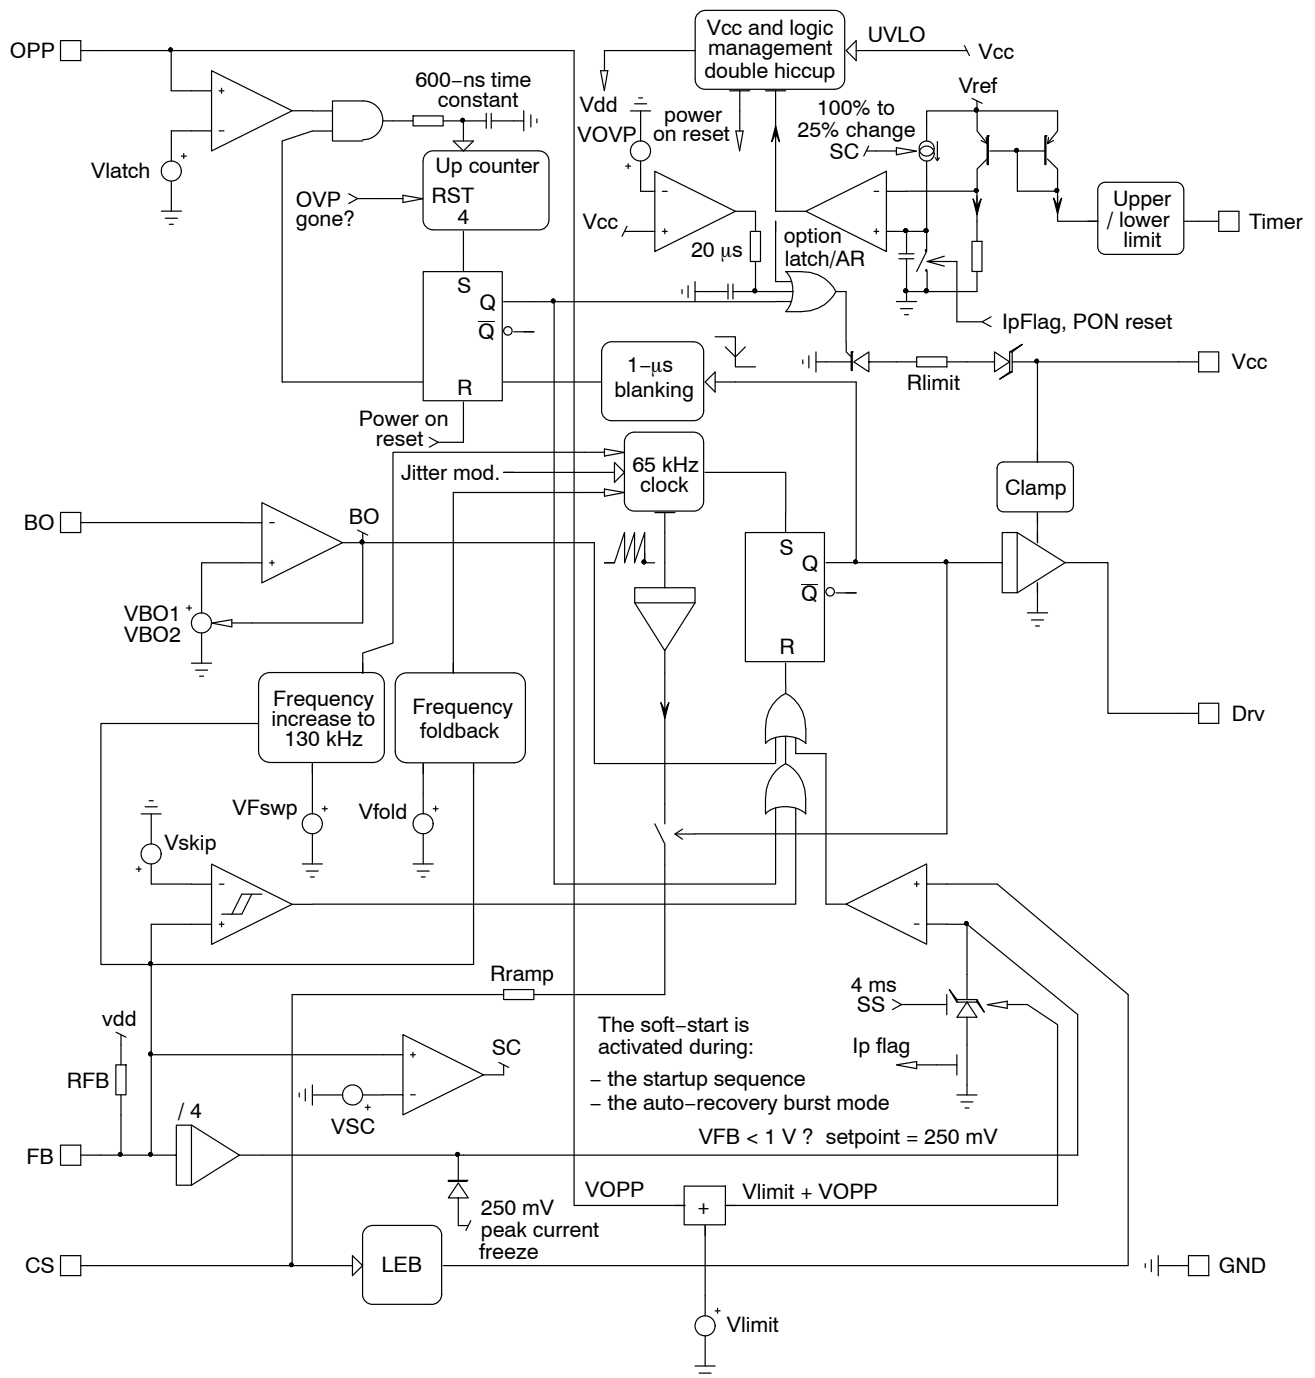 OPP
Vcc and logic
management
double hiccup
UVLO
Vcc
600−ns time
constant
Vdd
VOVP
power
on reset
100% to
25% change
SC
Vref
+
−
Vlatch
+
Up counter
RST
4
OVP
gone?
+
−
+
Vcc
20 μs
option
latch/AR
−
+
Upper
/ lower
limit
Timer
S
Q
Q
R
IpFlag, PON reset
1−μs
blanking
Rlimit
Vcc
Power on
reset
Jitter mod.
65 kHz
clock
Clamp
BO
BO
−
+
VBO1
VBO2
+
S
Q
Q
R
Frequency
increase to
130 kHz
Frequency
foldback
Drv
VFswp
+
Vfold
+
Vskip
+
−
+
+
−
Rramp
4 ms
SS
vdd
RFB
SC
+
−
VSC
+
The soft−start is
activated during:
− the startup sequence
− the auto−recovery burst mode
Ip flag
/ 4
FB
VFB < 1 V ? setpoint = 250 mV
VOPP
+
Vlimit + VOPP
250 mV
peak current
freeze
CS
LEB
GND
+
Vlimit